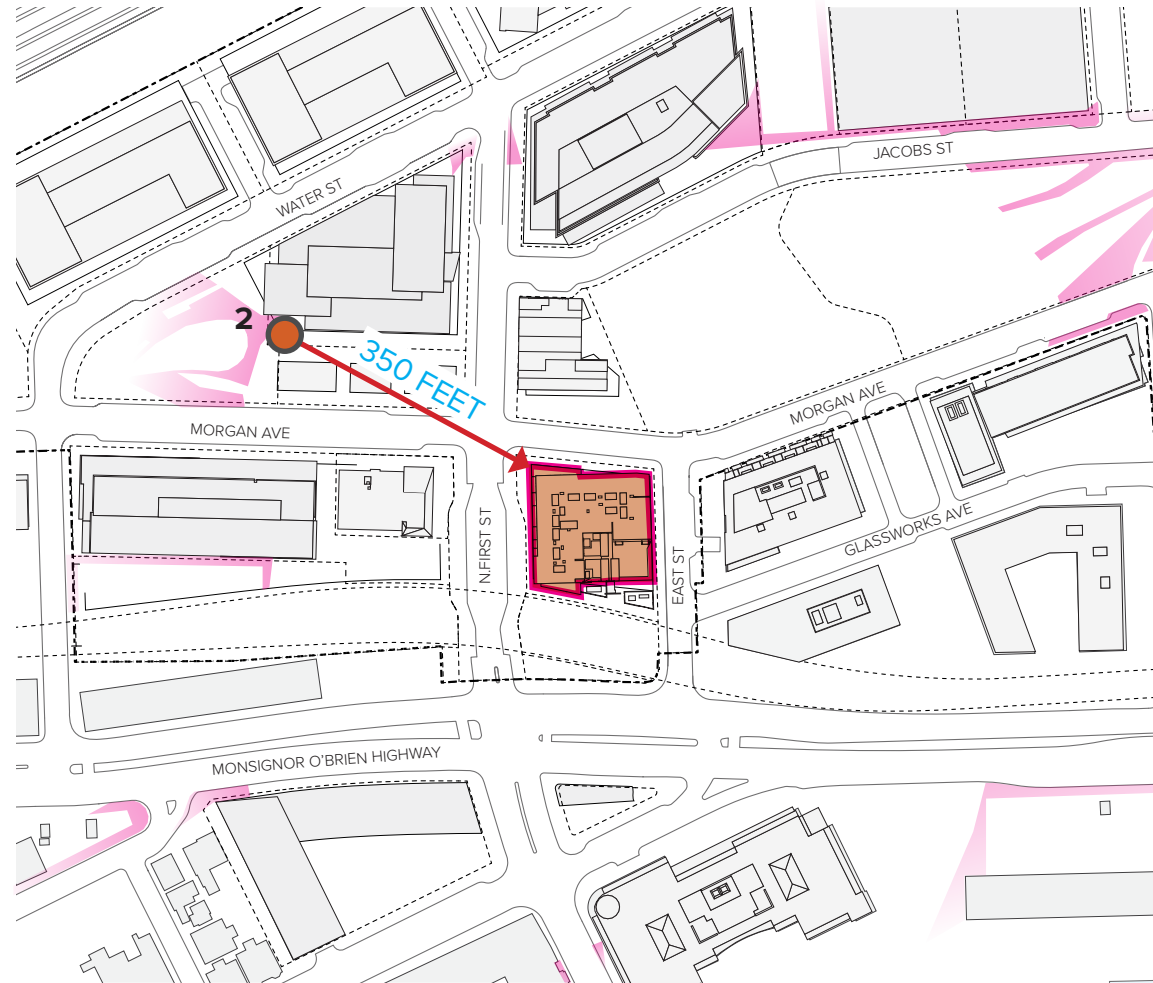 JACOBS ST
WATER ST
2
350 FEET
MORGAN AVE
MORGAN AVE
GLASSWORKS AVE
N.FIRST ST
EAST ST
MONSIGNOR O'BRIEN HIGHWAY